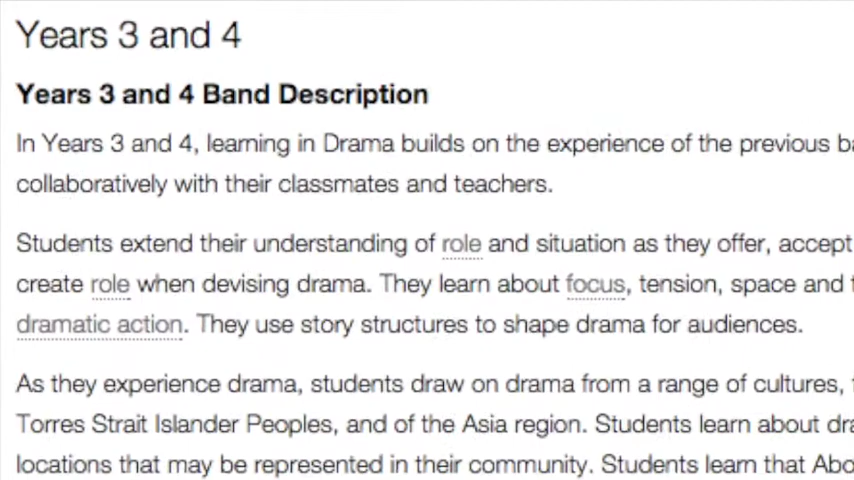 Years 3 and 4
Years 3 and 4 Band Description
In Years 3 and 4, learning in Drama builds on the experience of the previous
collaboratively with their classmates and teachers.
Students extend their understanding of role and situation as they offer, accept
create role when devising drama. They learn about focus, tension, space and
dramatic action. They use story structures to shape drama for audiences.
As they experience drama, students draw on drama from a range of cultures,
Torres Strait Islander Peoples, and of the Asia region. Students learn about
locations that may be represented in their community. Students learn that